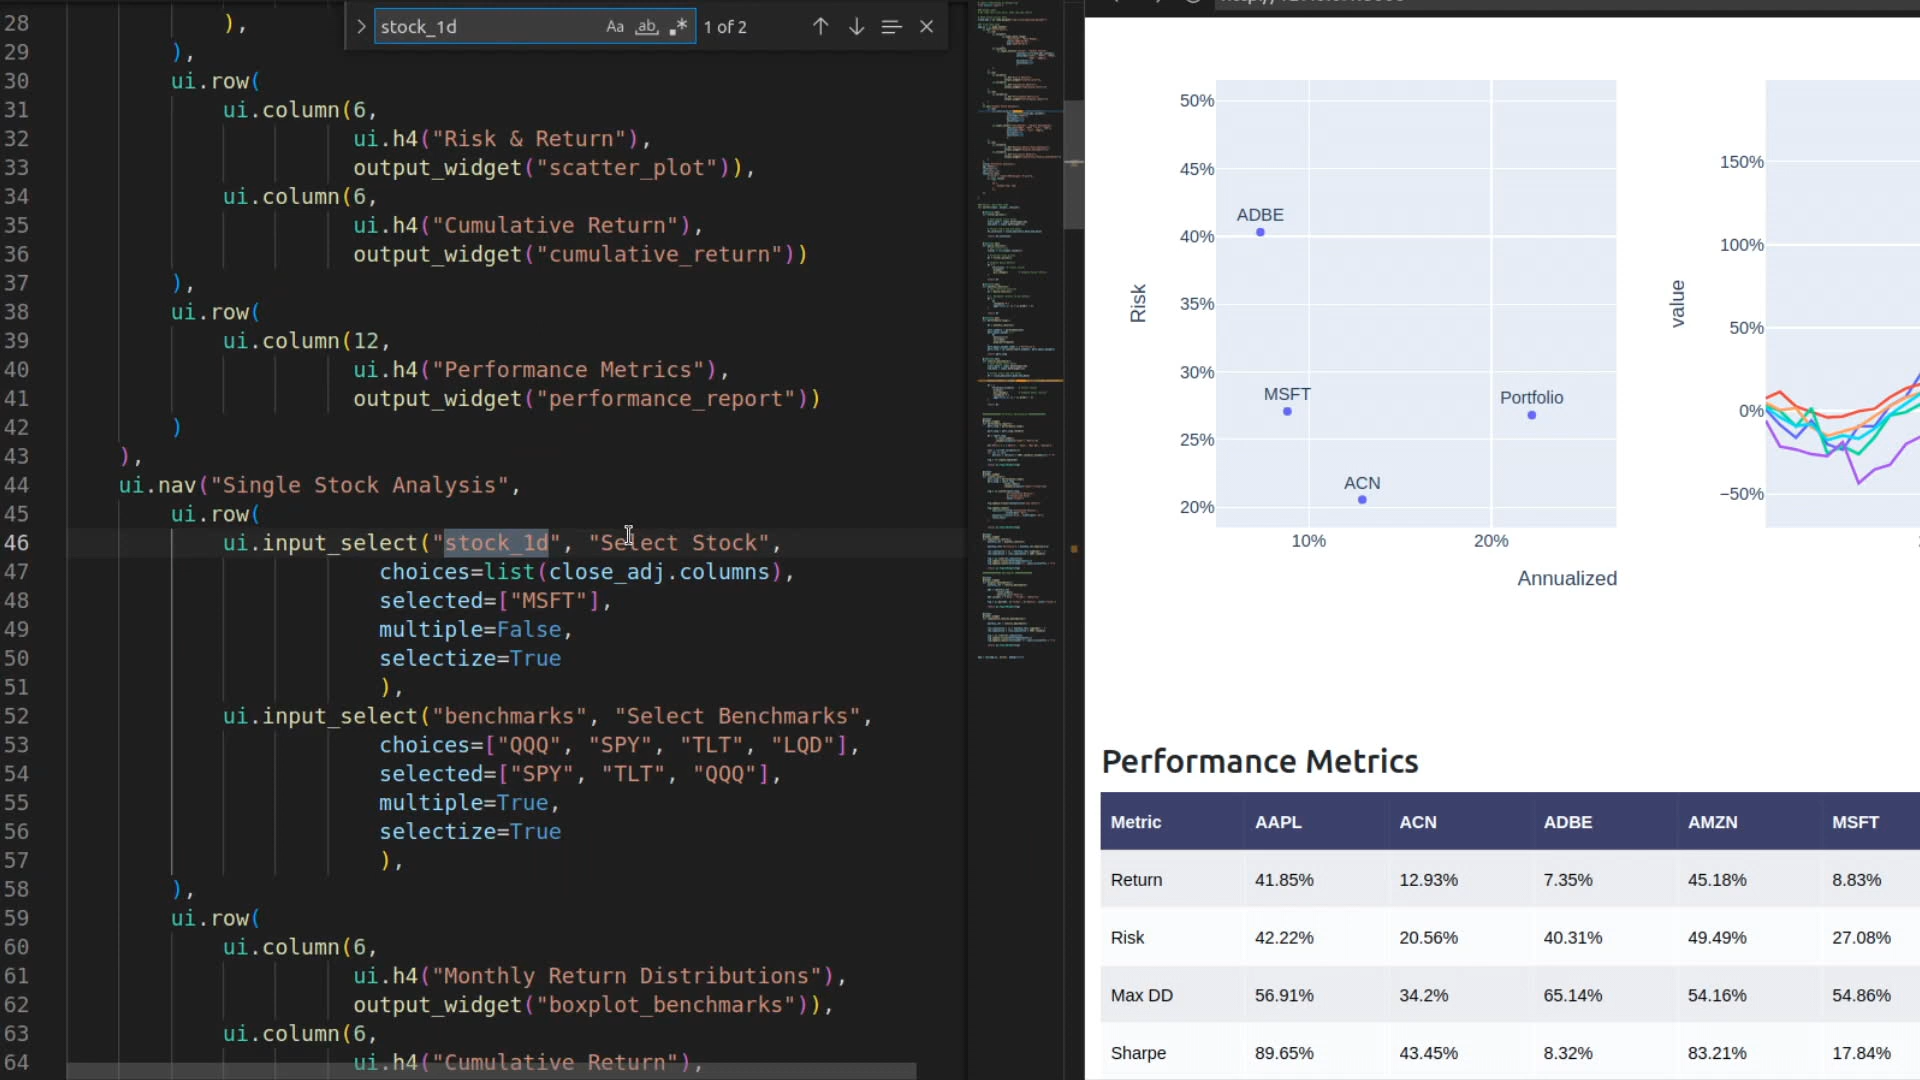 stock_1d
Aa
ab
.*
1 of 2
28 ),
29 ),
30 ui.row(
31 ui.column(6,
32 ui.h4("Risk & Return"),
33 output_widget("scatter_plot")),
34 ui.column(6,
35 ui.h4("Cumulative Return"),
36 output_widget("cumulative_return"))
37 ),
38 ui.row(
39 ui.column(12,
40 ui.h4("Performance Metrics"),
41 output_widget("performance_report"))
42 )
43 ),
44 ui.nav("Single Stock Analysis",
45 ui.row(
46 ui.input_select("stock_1d", "Select Stock",
47 choices=list(close_adj.columns),
48 selected=["MSFT"],
49 multiple=False,
50 selectize=True
51 ),
52 ui.input_select("benchmarks", "Select Benchmarks",
53 choices=["QQQ", "SPY", "TLT", "LQD"],
54 selected=["SPY", "TLT", "QQQ"],
55 multiple=True,
56 selectize=True
57 ),
58 ),
59 ui.row(
60 ui.column(6,
61 ui.h4("Monthly Return Distributions"),
62 output_widget("boxplot_benchmarks")),
63 ui.column(6,
64 ui.h4("Cumulative Return"),
50%
45%
ADBE
40%
Risk
35%
30%
MSFT
Portfolio
25%
ACN
20%
10% 20%
Annualized
150%
100%
value
50%
0%
−50%
Performance Metrics
Metric AAPL ACN ADBE AMZN MSFT
Return 41.85% 12.93% 7.35% 45.18% 8.83%
Risk 42.22% 20.56% 40.31% 49.49% 27.08%
Max DD 56.91% 34.2% 65.14% 54.16% 54.86%
Sharpe 89.65% 43.45% 8.32% 83.21% 17.84%